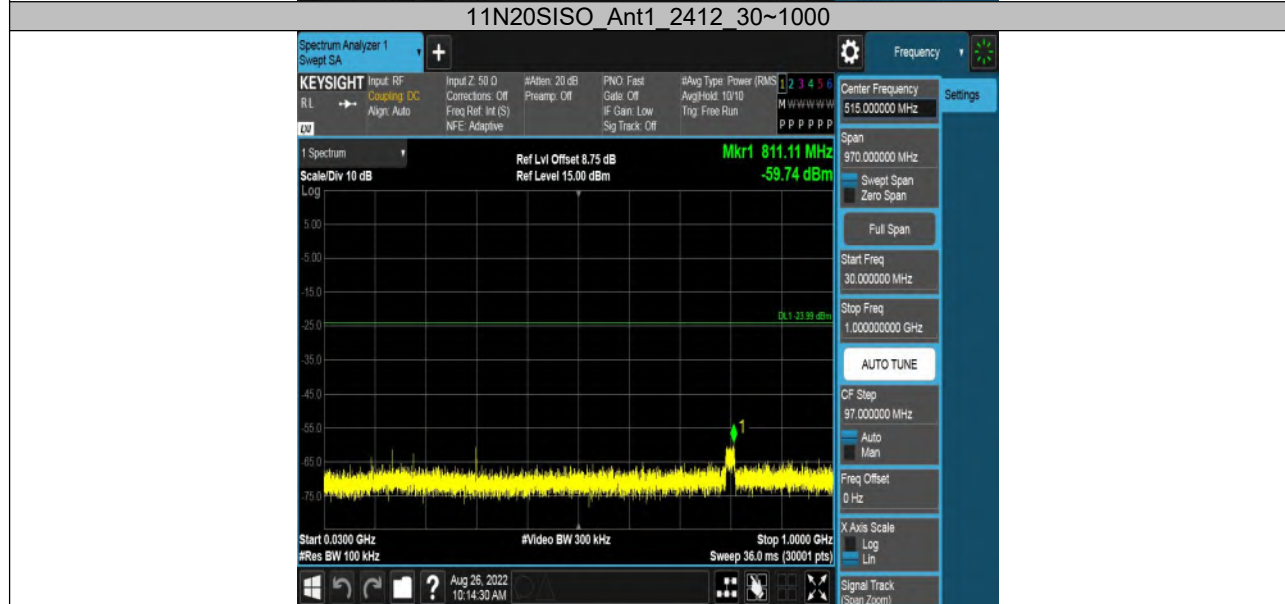 11N20SISO_Ant1_2412_30~1000
Spectrum Analyzer 1
Swept SA
+
Frequency
KEYSIGHT
RL
LXI
Input: RF
Coupling: DC
Align: Auto
Input Z: 50 Ω
Corrections: Off
Freq Ref: Int (S)
NFE: Adaptive
#Atten: 20 dB
Preamp: Off
PNO: Fast
Gate: Off
IF Gain: Low
Sig Track: Off
#Avg Type: Power (RMS
Avg|Hold: 10/10
Trig: Free Run
1 2 3 4 5 6
M W W W W W
P P P P P P
Center Frequency
515.000000 MHz
Settings
1 Spectrum
Scale/Div 10 dB
Ref Lvl Offset 8.75 dB
Ref Level 15.00 dBm
Mkr1 811.11 MHz
-59.74 dBm
Span
970.000000 MHz
Swept Span
Zero Span
Full Span
Start Freq
30.000000 MHz
Stop Freq
1.000000000 GHz
AUTO TUNE
CF Step
97.000000 MHz
Auto
Man
Freq Offset
0 Hz
X Axis Scale
Log
Lin
Signal Track
(Span Zoom)
Log
5.00
-5.00
-15.0
DL1 -23.99 dBm
-25.0
-35.0
-45.0
-55.0
1
-65.0
-75.0
Start 0.0300 GHz
#Video BW 300 kHz
Stop 1.0000 GHz
#Res BW 100 kHz
Sweep 36.0 ms (30001 pts)
?
Aug 26, 2022
10:14:30 AM